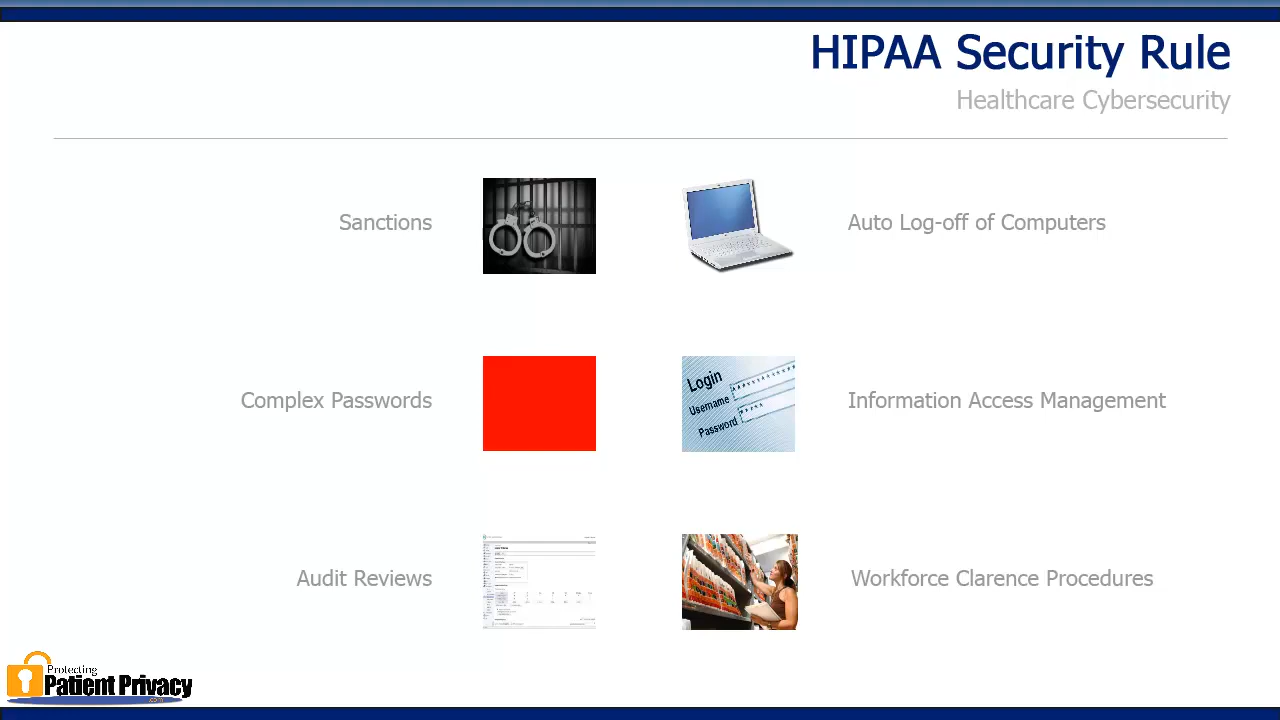 HIPAA Security Rule
Healthcare Cybersecurity
Sanctions
Auto Log-off of Computers
Complex Passwords
Login
Username
Password
Information Access Management
Audit Reviews
Workforce Clarence Procedures
Protecting
Patient Privacy
.com